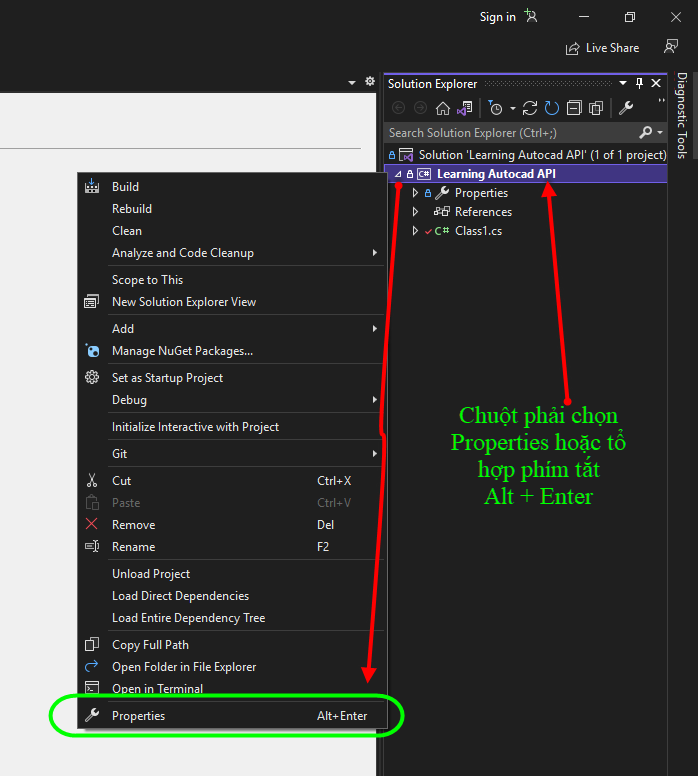 Sign in
Live Share
Solution Explorer
Search Solution Explorer (Ctrl+;)
Solution 'Learning Autocad API' (1 of 1 project)
Learning Autocad API
Properties
References
C# Class1.cs
Diagnostic Tools
Build
Rebuild
Clean
Analyze and Code Cleanup
Scope to This
New Solution Explorer View
Add
Manage NuGet Packages...
Set as Startup Project
Debug
Initialize Interactive with Project
Git
Cut Ctrl+X
Paste Ctrl+V
Remove Del
Rename F2
Unload Project
Load Direct Dependencies
Load Entire Dependency Tree
Copy Full Path
Open Folder in File Explorer
Open in Terminal
Properties Alt+Enter
Chuột phải chọn
Properties hoặc tổ
hợp phím tắt
Alt + Enter